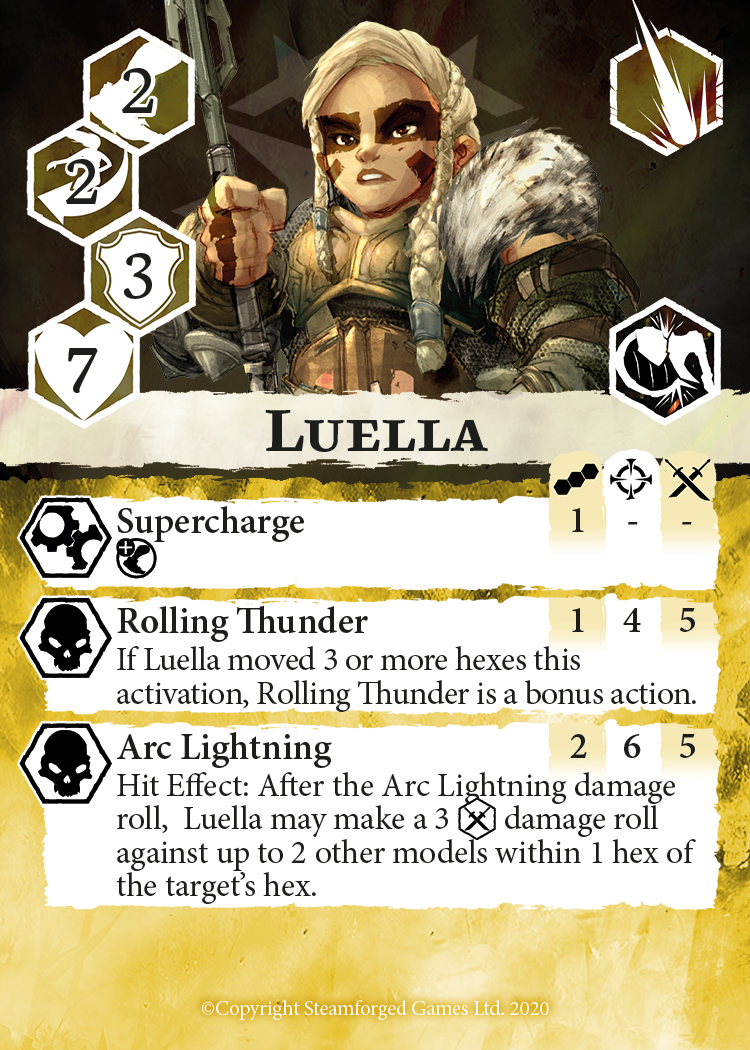 2
2
3
7
Luella
Supercharge 1 - -
Rolling Thunder 1 4 5
If Luella moved 3 or more hexes this
activation, Rolling Thunder is a bonus action.
Arc Lightning 2 6 5
Hit Effect: After the Arc Lightning damage
roll,  Luella may make a 3 damage roll
against up to 2 other models within 1 hex of
the target's hex.
©Copyright Steamforged Games Ltd. 2020